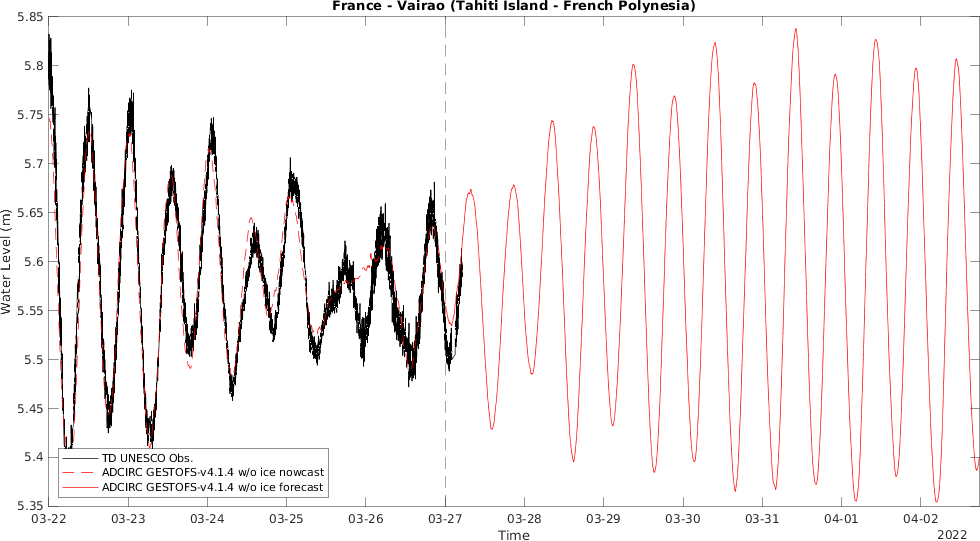 France - Vairao (Tahiti Island - French Polynesia)
5.85
5.8
5.75
5.7
5.65
5.6
5.55
5.5
5.45
5.4
5.35
Water Level (m)
TD UNESCO Obs.
ADCIRC GESTOFS-v4.1.4 w/o ice nowcast
ADCIRC GESTOFS-v4.1.4 w/o ice forecast
03-22 03-23 03-24 03-25 03-26 03-27 03-28 03-29 03-30 03-31 04-01 04-02
Time
2022